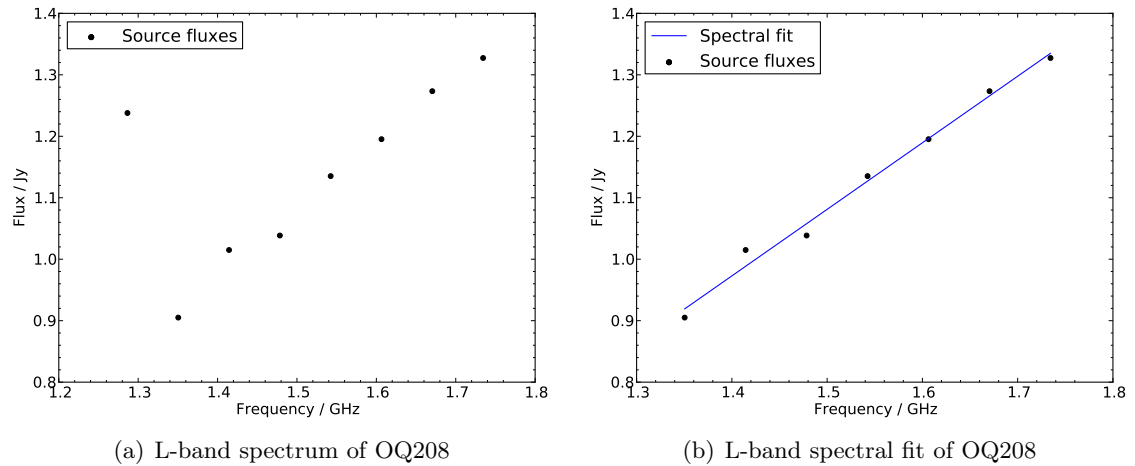 1.4
1.3
1.2
1.1
1.0
0.9
0.8
Flux / Jy
Source fluxes
1.2 1.3 1.4 1.5 1.6 1.7 1.8
Frequency / GHz
(a) L-band spectrum of OQ208
1.4
1.3
1.2
1.1
1.0
0.9
0.8
Flux / Jy
Spectral fit
Source fluxes
1.3 1.4 1.5 1.6 1.7 1.8
Frequency / GHz
(b) L-band spectral fit of OQ208